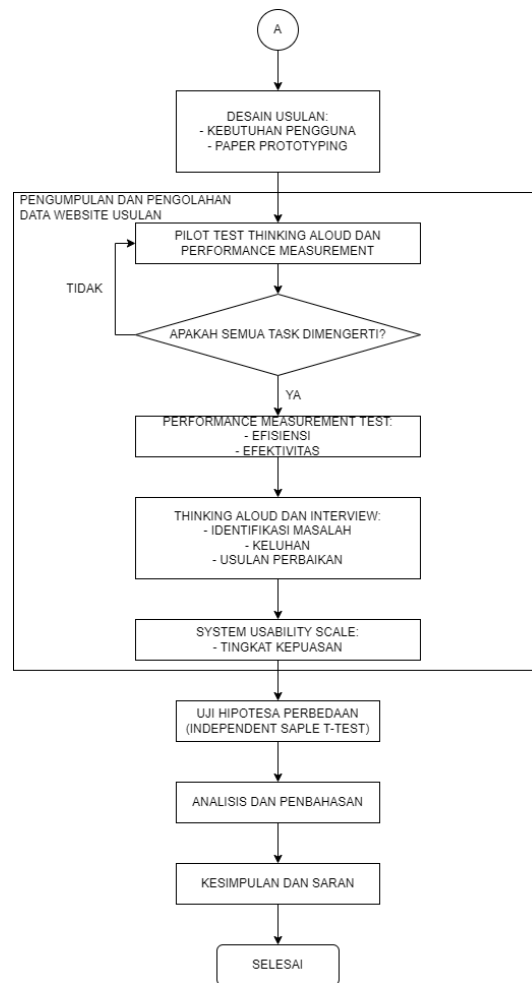 A
DESAIN USULAN:
- KEBUTUHAN PENGGUNA
- PAPER PROTOTYPING
PENGUMPULAN DAN PENGOLAHAN
DATA WEBSITE USULAN
PILOT TEST THINKING ALOUD DAN
PERFORMANCE MEASUREMENT
TIDAK
APAKAH SEMUA TASK DIMENGERTI?
YA
PERFORMANCE MEASUREMENT TEST:
- EFISIENSI
- EFEKTIVITAS
THINKING ALOUD DAN INTERVIEW:
- IDENTIFIKASI MASALAH
- KELUHAN
- USULAN PERBAIKAN
SYSTEM USABILITY SCALE:
- TINGKAT KEPUASAN
UJI HIPOTESA PERBEDAAN
(INDEPENDENT SAPLE T-TEST)
ANALISIS DAN PENBAHASAN
KESIMPULAN DAN SARAN
SELESAI